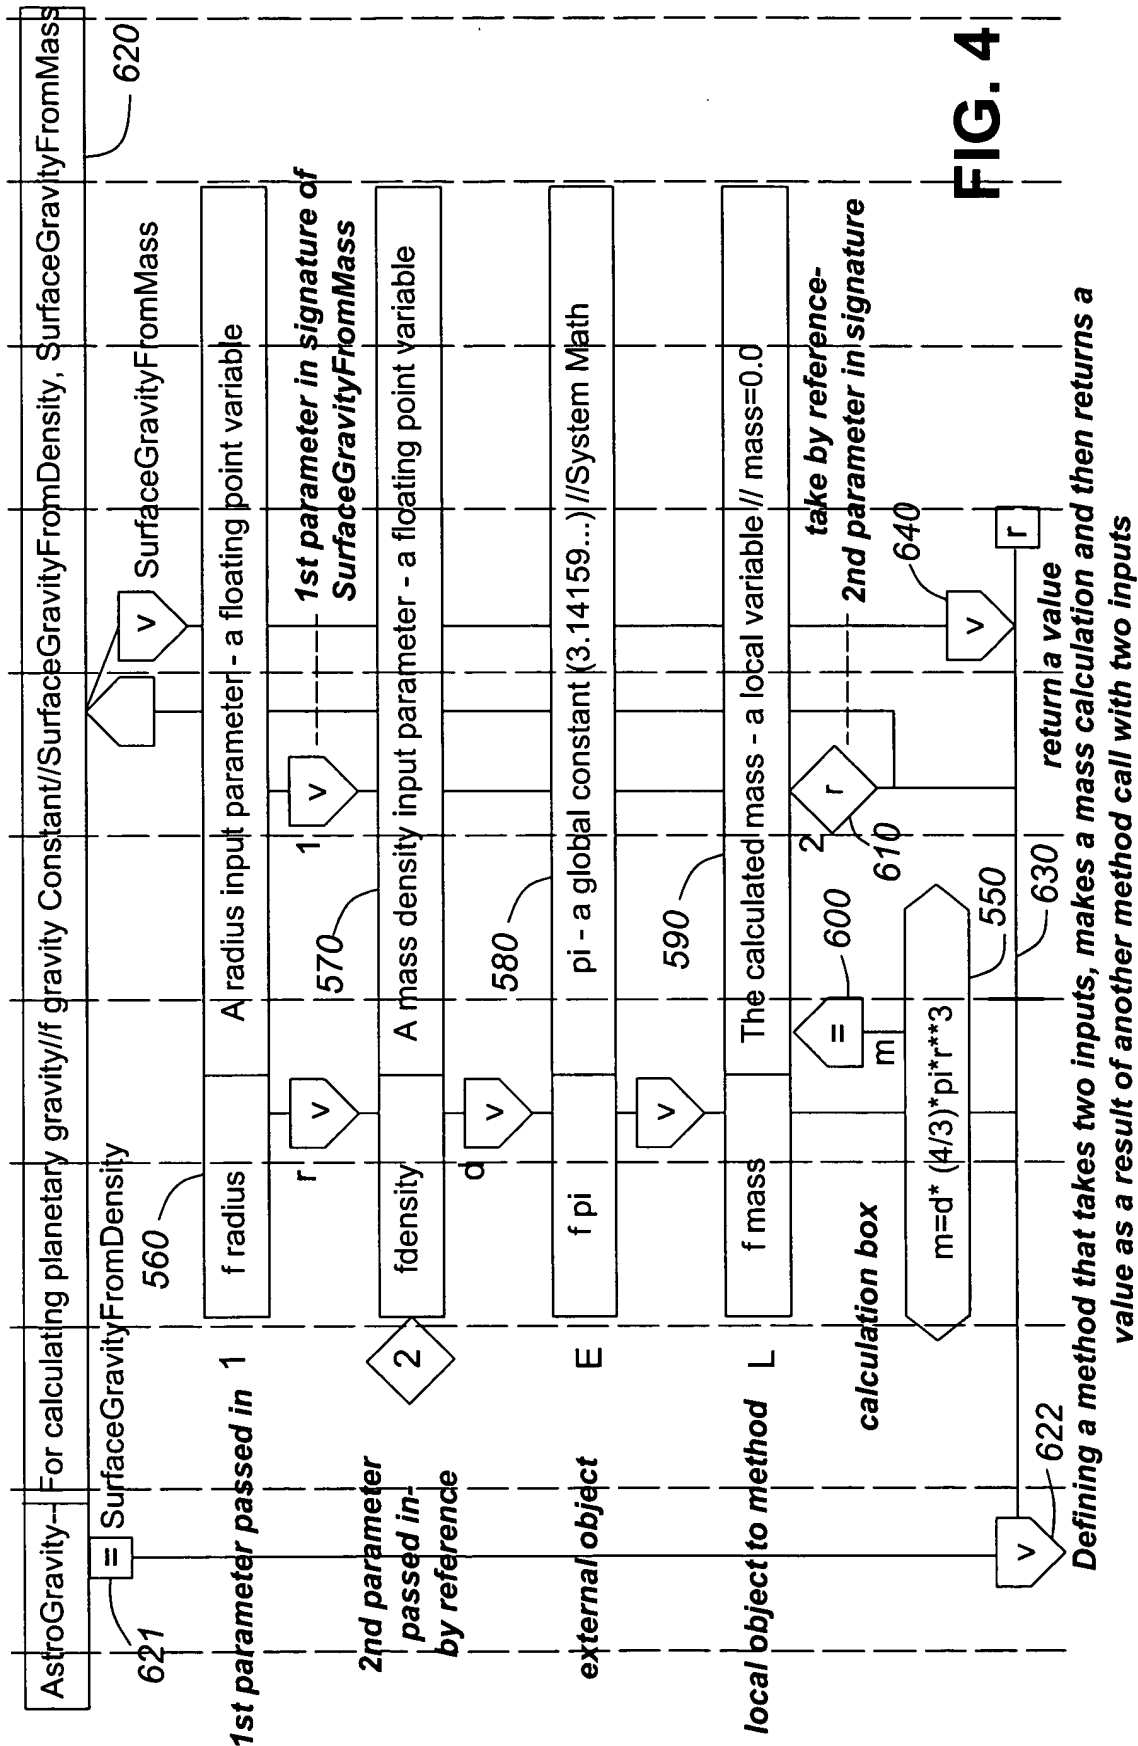 AstroGravity-- For calculating planetary gravity//f gravity Constant//SurfaceGravityFromDensity, SurfaceGravityFromMass
= SurfaceGravityFromDensity
v SurfaceGravityFromMass
621
620
560
1st parameter passed in 1
f radius A radius input parameter - a floating point variable
r v
1 v
1st parameter in signature of
SurfaceGravityFromMass
570
2nd parameter
passed in-
by reference
2
fdensity A mass density input parameter - a floating point variable
d v
580
external object E
f pi pi - a global constant (3.14159...) //System Math
v
590
local object to method L
f mass The calculated mass - a local variable // mass=0.0
=
m
600
2 r
610
take by reference-
2nd parameter in signature
calculation box
m=d* (4/3)*pi*r**3
550
640
v
v
622
630
r
return a value
Defining a method that takes two inputs, makes a mass calculation and then returns a
value as a result of another method call with two inputs
FIG. 4